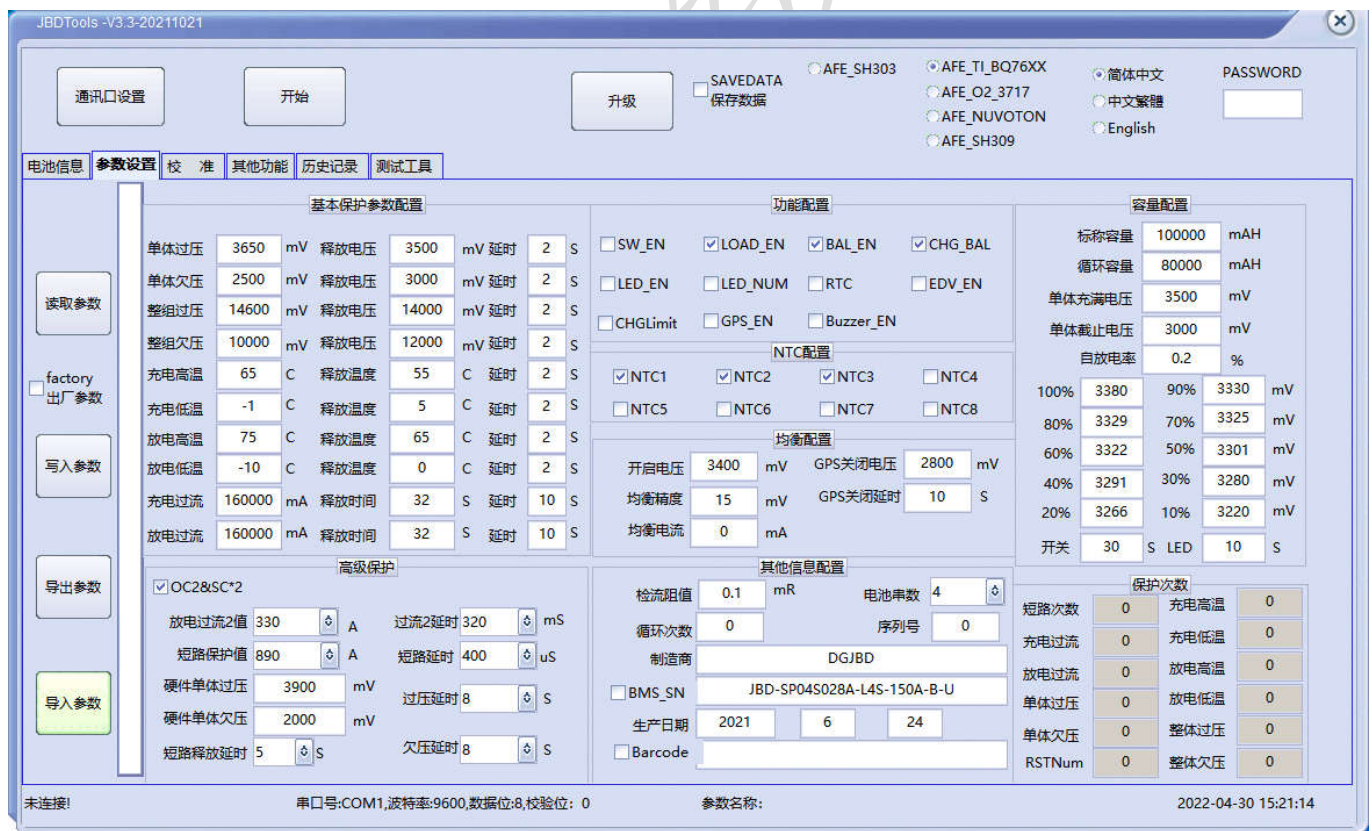 JBDTools -V3.3-20211021
通讯口设置 开始 升级 SAVEDATA 保存数据 AFE_SH303 AFE_TI_BQ76XX AFE_O2_3717 AFE_NUVOTON AFE_SH309 简体中文 中文繁體 English PASSWORD
电池信息 参数设置 校 准 其他功能 历史记录 测试工具
读取参数
factory
出厂参数
写入参数
导出参数
导入参数
基本保护参数配置
单体过压 3650 mV 释放电压 3500 mV 延时 2 S
单体欠压 2500 mV 释放电压 3000 mV 延时 2 S
整组过压 14600 mV 释放电压 14000 mV 延时 2 S
整组欠压 10000 mV 释放电压 12000 mV 延时 2 S
充电高温 65 C 释放温度 55 C 延时 2 S
充电低温 -1 C 释放温度 5 C 延时 2 S
放电高温 75 C 释放温度 65 C 延时 2 S
放电低温 -10 C 释放温度 0 C 延时 2 S
充电过流 160000 mA 释放时间 32 S 延时 10 S
放电过流 160000 mA 释放时间 32 S 延时 10 S
高级保护
OC2&SC*2
放电过流2值 330 A 过流2延时 320 mS
短路保护值 890 A 短路延时 400 uS
硬件单体过压 3900 mV 过压延时 8 S
硬件单体欠压 2000 mV
短路释放延时 5 S 欠压延时 8 S
功能配置
SW_EN LOAD_EN BAL_EN CHG_BAL
LED_EN LED_NUM RTC EDV_EN
CHGLimit GPS_EN Buzzer_EN
NTC配置
NTC1 NTC2 NTC3 NTC4
NTC5 NTC6 NTC7 NTC8
均衡配置
开启电压 3400 mV GPS关闭电压 2800 mV
均衡精度 15 mV GPS关闭延时 10 S
均衡电流 0 mA
其他信息配置
检流阻值 0.1 mR 电池串数 4
循环次数 0 序列号 0
制造商 DGJBD
BMS_SN JBD-SP04S028A-L4S-150A-B-U
生产日期 2021 6 24
Barcode
容量配置
标称容量 100000 mAH
循环容量 80000 mAH
单体充满电压 3500 mV
单体截止电压 3000 mV
自放电率 0.2 %
100% 3380 90% 3330 mV
80% 3329 70% 3325 mV
60% 3322 50% 3301 mV
40% 3291 30% 3280 mV
20% 3266 10% 3220 mV
开关 30 S LED 10 S
保护次数
短路次数 0 充电高温 0
充电过流 0 充电低温 0
放电过流 0 放电高温 0
单体过压 0 放电低温 0
单体欠压 0 整体过压 0
RSTNum 0 整体欠压 0
未连接! 串口号:COM1,波特率:9600,数据位:8,校验位: 0 参数名称: 2022-04-30 15:21:14